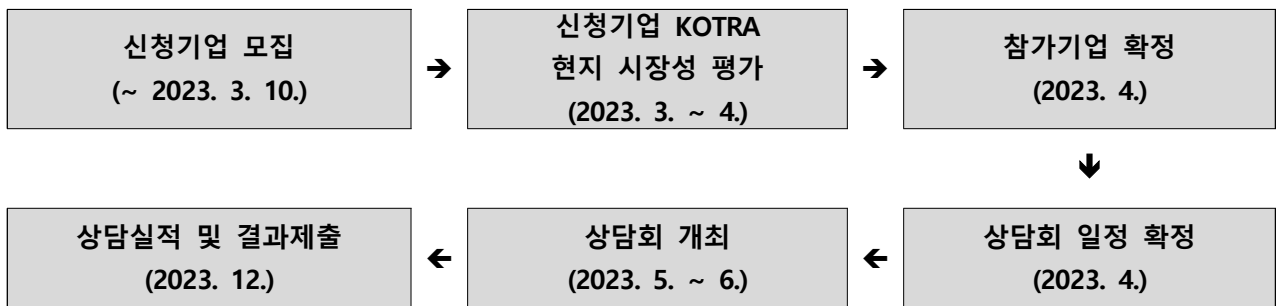 신청기업 모집
(~ 2023. 3. 10.)
➔
신청기업 KOTRA
현지 시장성 평가
(2023. 3. ~ 4.)
➔
참가기업 확정
(2023. 4.)
🡻
상담회 일정 확정
(2023. 4.)
🡸
상담회 개최
(2023. 5. ~ 6.)
🡸
상담실적 및 결과제출
(2023. 12.)